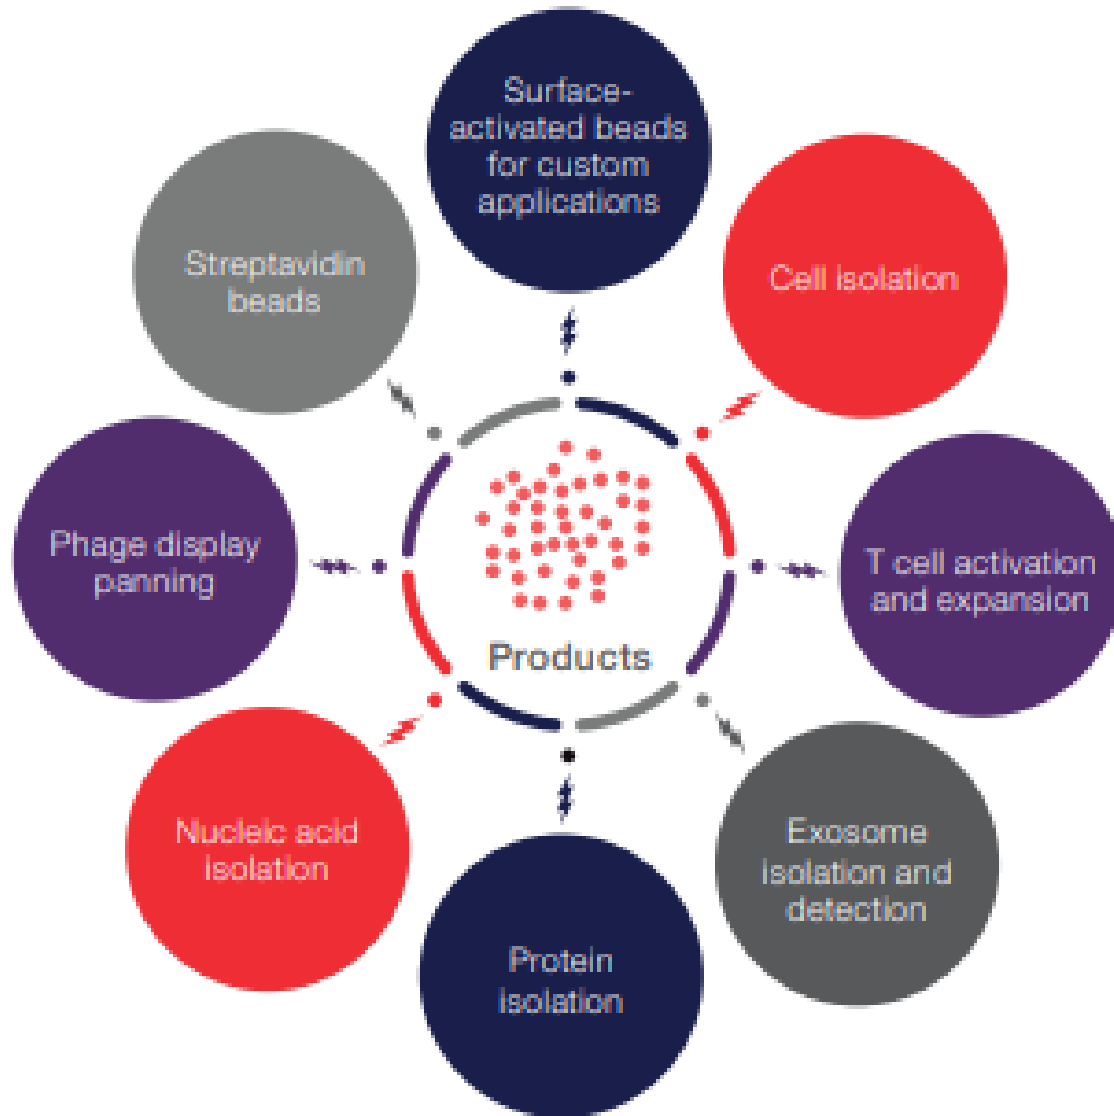 Surface-
activated beads
for custom
applications
Cell isolation
T cell activation
and expansion
Exosome
isolation and
detection
Protein
isolation
Nucleic acid
isolation
Phage display
panning
Streptavidin
beads
Products